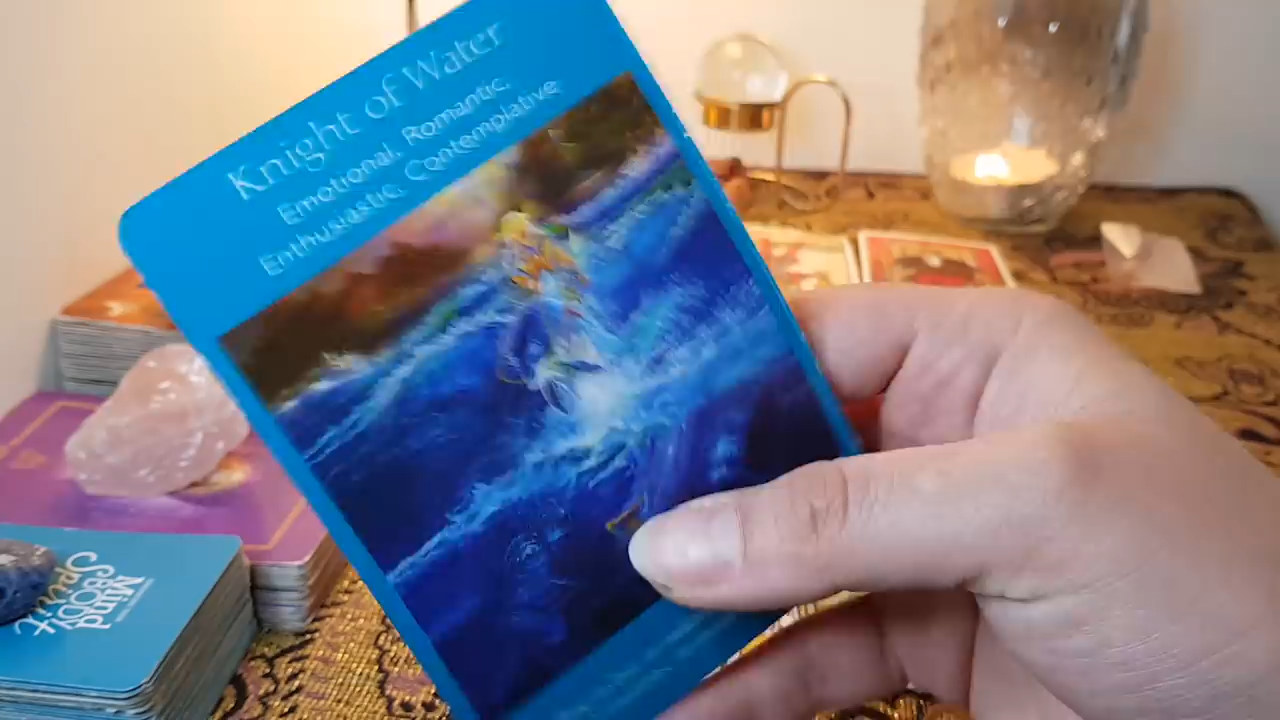 Knight of Water
Emotional. Romantic.
Enthusiastic. Contemplative
Mind
BODY
Spirit